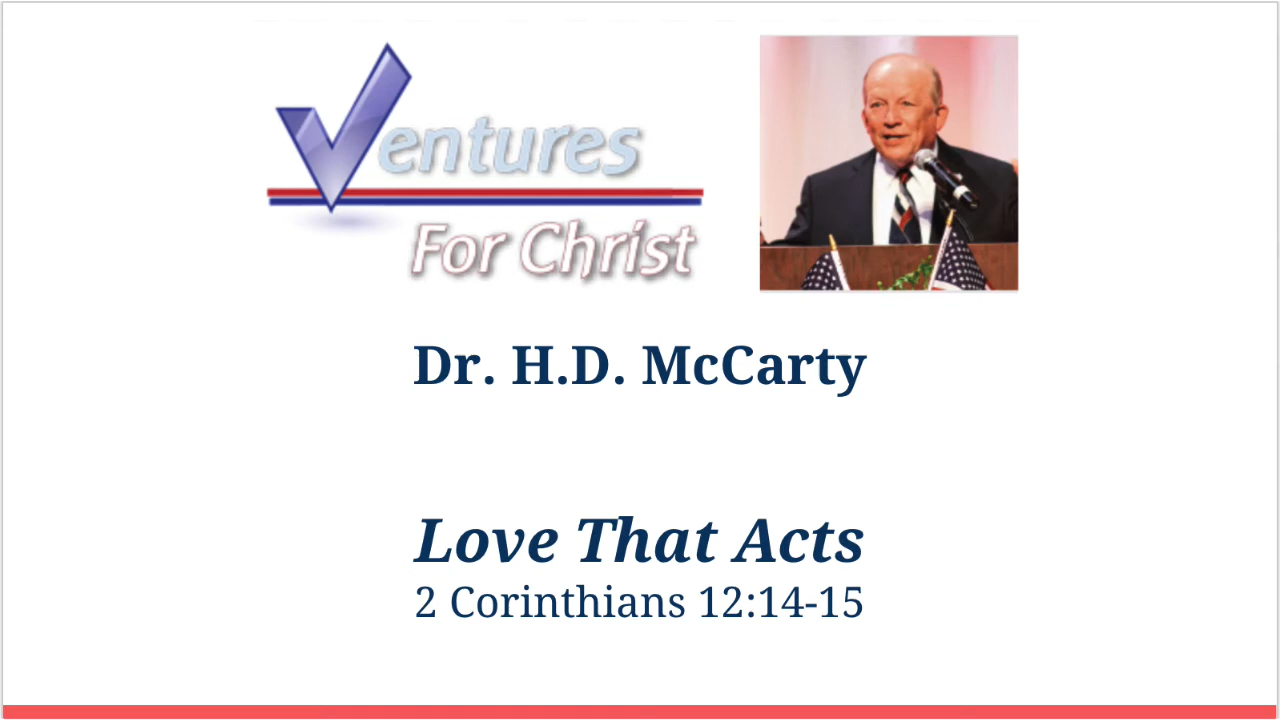 Ventures
For Christ
Dr. H.D. McCarty
Love That Acts
2 Corinthians 12:14-15